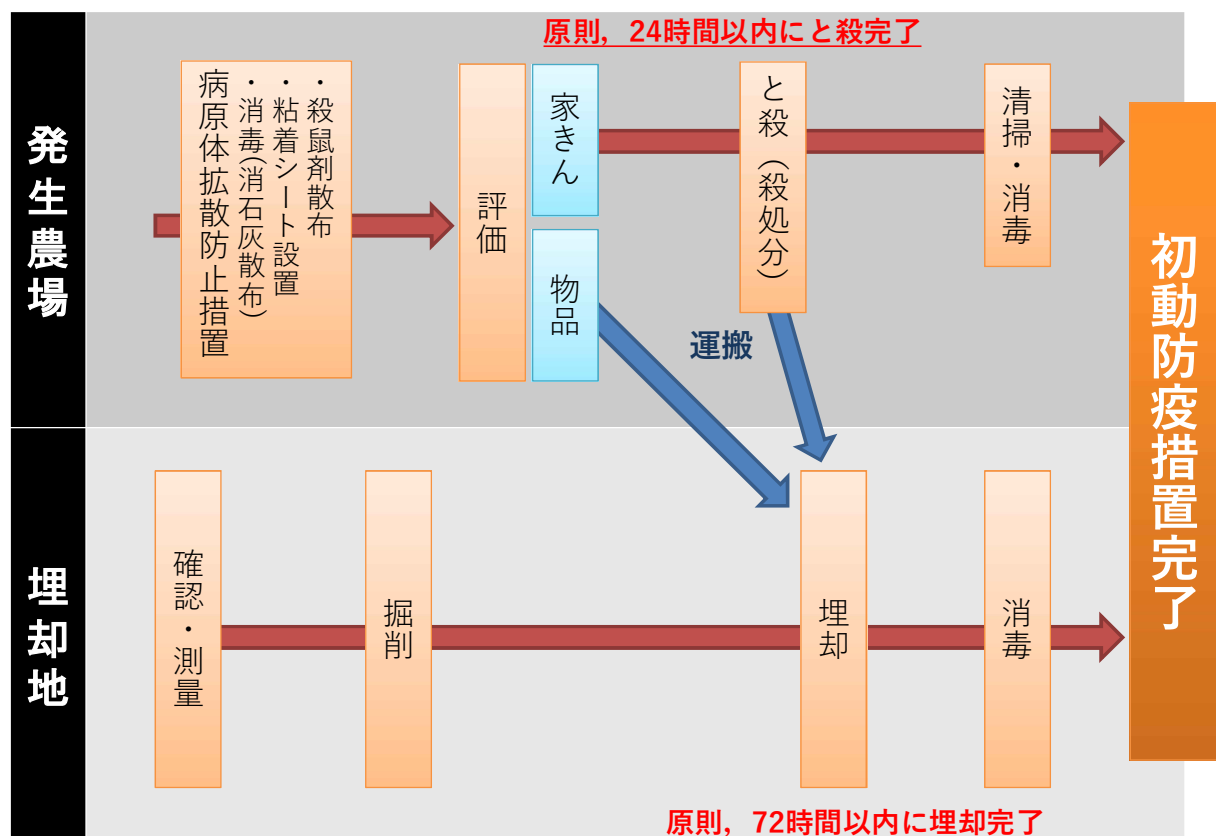 原則，24時間以内にと殺完了
発生農場
・殺鼠剤散布
・粘着シート設置
・消毒(消石灰散布)
病原体拡散防止措置
評価
家きん
物品
と殺（殺処分）
清掃・消毒
運搬
初動防疫措置完了
埋却地
確認・測量
掘削
埋却
消毒
原則，72時間以内に埋却完了